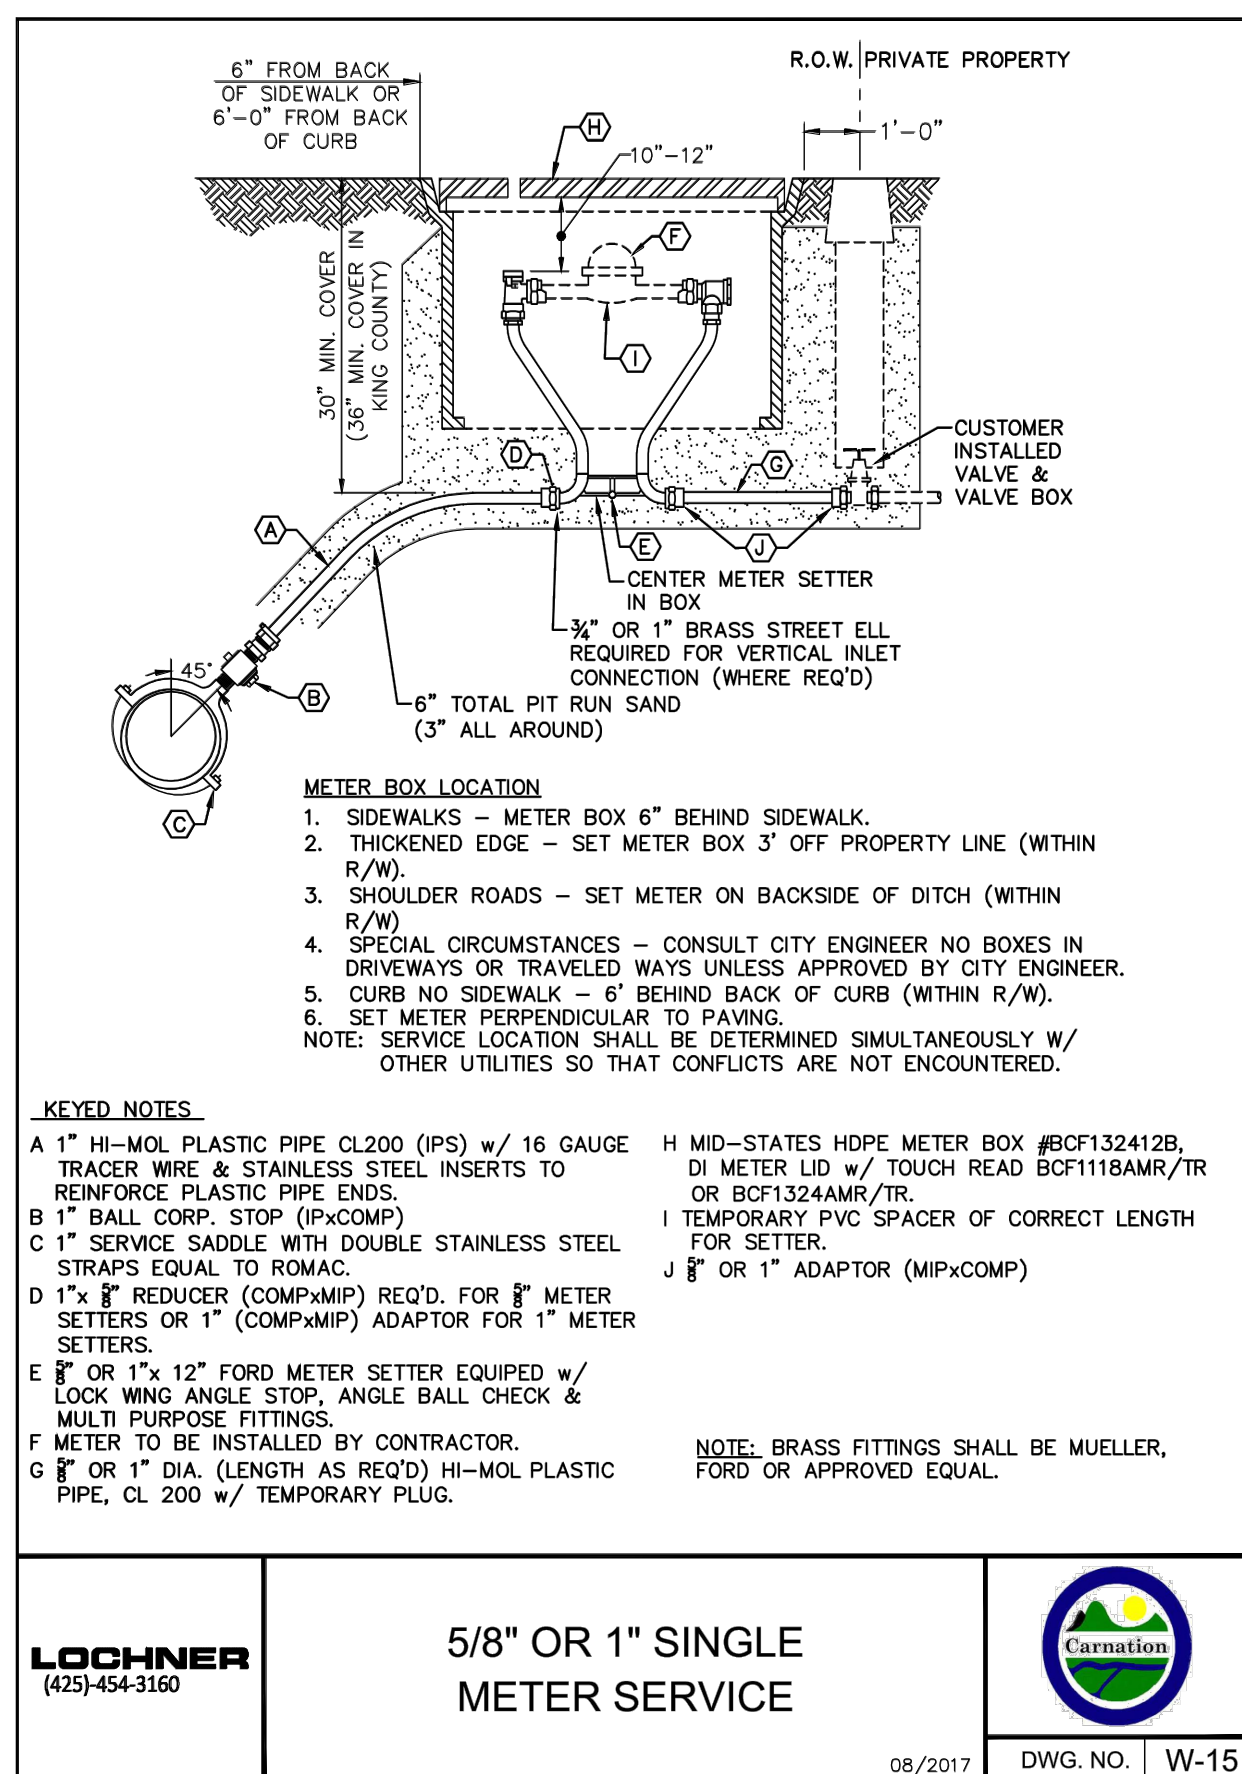 R.O.W. PRIVATE PROPERTY
6" FROM BACK
OF SIDEWALK OR
6'-0" FROM BACK
OF CURB
H
10"-12"
1'-0"
F
I
30" MIN. COVER
(36" MIN. COVER IN
KING COUNTY)
D
G
CUSTOMER
INSTALLED
VALVE &
VALVE BOX
A
E
J
CENTER METER SETTER
IN BOX
3/4" OR 1" BRASS STREET ELL
REQUIRED FOR VERTICAL INLET
CONNECTION (WHERE REQ'D)
45°
B
6" TOTAL PIT RUN SAND
(3" ALL AROUND)
C
METER BOX LOCATION
1. SIDEWALKS – METER BOX 6" BEHIND SIDEWALK.
2. THICKENED EDGE – SET METER BOX 3' OFF PROPERTY LINE (WITHIN
R/W).
3. SHOULDER ROADS – SET METER ON BACKSIDE OF DITCH (WITHIN
R/W)
4. SPECIAL CIRCUMSTANCES – CONSULT CITY ENGINEER NO BOXES IN
DRIVEWAYS OR TRAVELED WAYS UNLESS APPROVED BY CITY ENGINEER.
5. CURB NO SIDEWALK – 6' BEHIND BACK OF CURB (WITHIN R/W).
6. SET METER PERPENDICULAR TO PAVING.
NOTE: SERVICE LOCATION SHALL BE DETERMINED SIMULTANEOUSLY W/
OTHER UTILITIES SO THAT CONFLICTS ARE NOT ENCOUNTERED.
KEYED NOTES
A 1" HI-MOL PLASTIC PIPE CL200 (IPS) w/ 16 GAUGE
TRACER WIRE & STAINLESS STEEL INSERTS TO
REINFORCE PLASTIC PIPE ENDS.
B 1" BALL CORP. STOP (IPxCOMP)
C 1" SERVICE SADDLE WITH DOUBLE STAINLESS STEEL
STRAPS EQUAL TO ROMAC.
D 1"x 5/8" REDUCER (COMPxMIP) REQ'D. FOR 5/8" METER
SETTERS OR 1" (COMPxMIP) ADAPTOR FOR 1" METER
SETTERS.
E 5/8" OR 1"x 12" FORD METER SETTER EQUIPED w/
LOCK WING ANGLE STOP, ANGLE BALL CHECK &
MULTI PURPOSE FITTINGS.
F METER TO BE INSTALLED BY CONTRACTOR.
G 5/8" OR 1" DIA. (LENGTH AS REQ'D) HI-MOL PLASTIC
PIPE, CL 200 w/ TEMPORARY PLUG.
H MID-STATES HDPE METER BOX #BCF132412B,
DI METER LID w/ TOUCH READ BCF1118AMR/TR
OR BCF1324AMR/TR.
I TEMPORARY PVC SPACER OF CORRECT LENGTH
FOR SETTER.
J 5/8" OR 1" ADAPTOR (MIPxCOMP)
NOTE: BRASS FITTINGS SHALL BE MUELLER,
FORD OR APPROVED EQUAL.
LOCHNER
(425)-454-3160
5/8" OR 1" SINGLE
METER SERVICE
08/2017
Carnation
DWG. NO. W-15